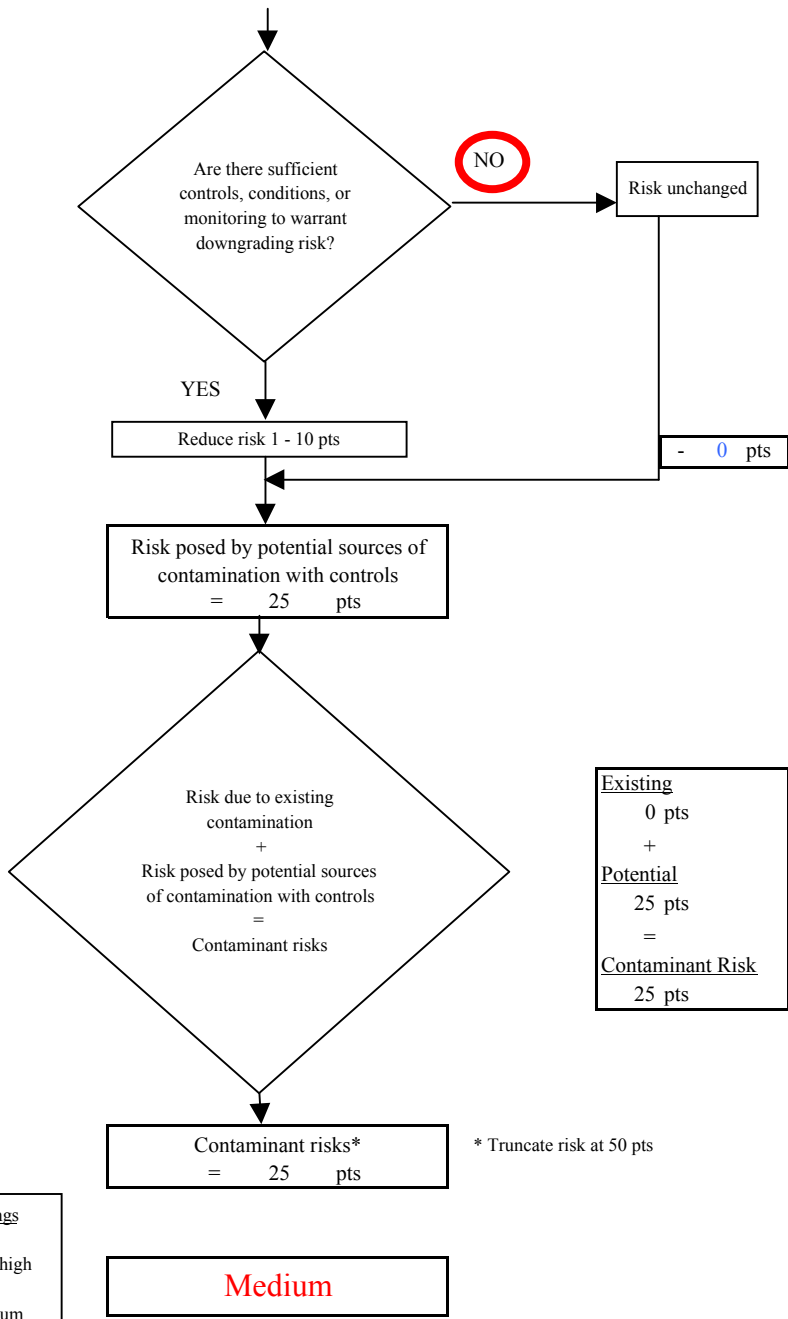 Are there sufficient
controls, conditions, or
monitoring to warrant
downgrading risk?
NO
Risk unchanged
YES
Reduce risk 1 - 10 pts
- 0 pts
Risk posed by potential sources of
contamination with controls
= 25 pts
Risk due to existing
contamination
+
Risk posed by potential sources
of contamination with controls
=
Contaminant risks
Existing
0 pts
+
Potential
25 pts
=
Contaminant Risk
25 pts
Contaminant risks*
= 25 pts
* Truncate risk at 50 pts
high
Medium